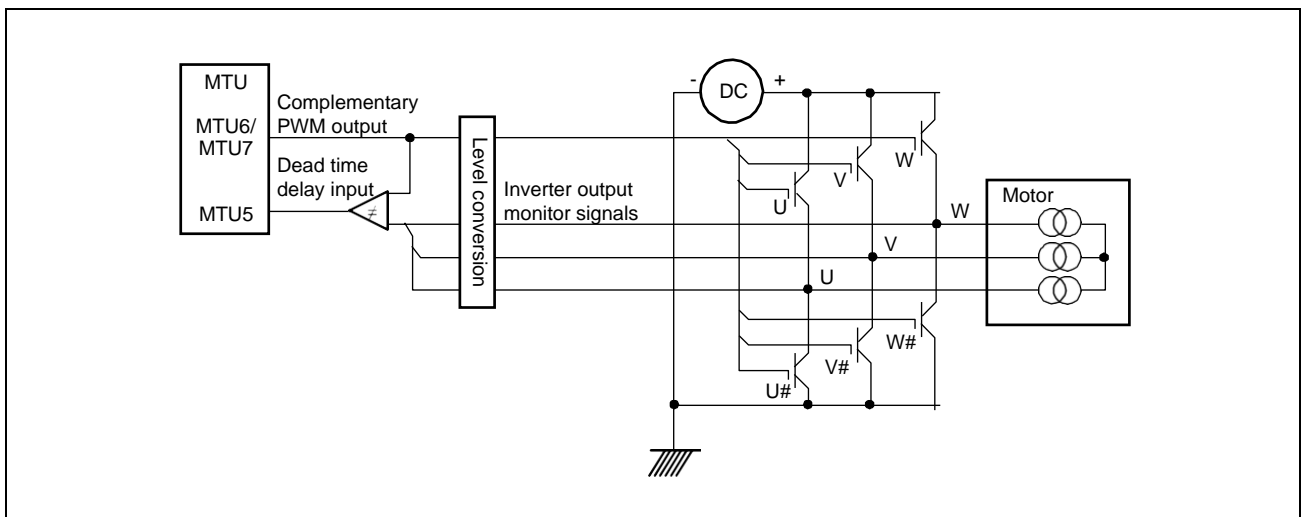 MTU
MTU6/
MTU7
MTU5
Complementary
PWM output
Dead time
delay input
≠
Level conversion
Inverter output
monitor signals
-
DC
+
W
V
U
W
V
U
W#
V#
U#
Motor